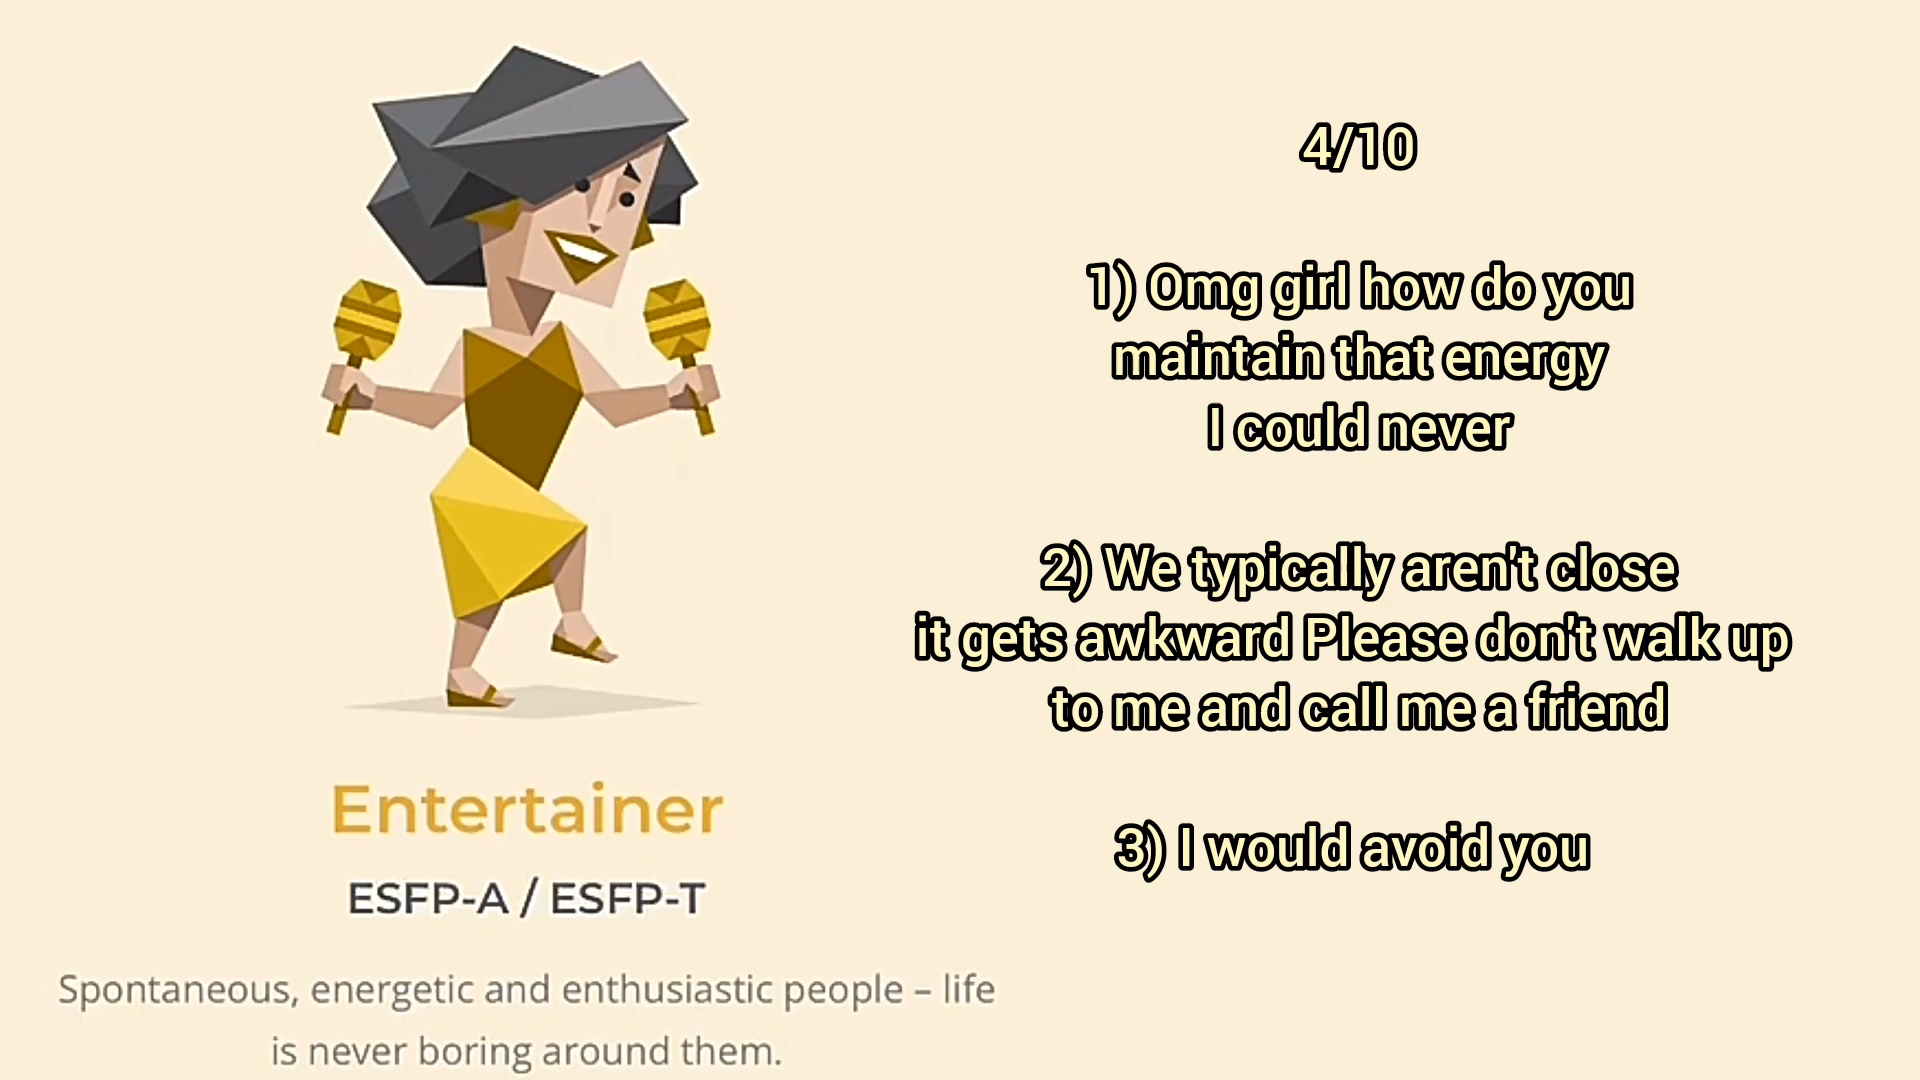 4/10
1) Omg girl how do you
maintain that energy
I could never
2) We typically aren't close
it gets awkward Please don't walk up
to me and call me a friend
3) I would avoid you
Entertainer
ESFP-A / ESFP-T
Spontaneous, energetic and enthusiastic people – life
is never boring around them.